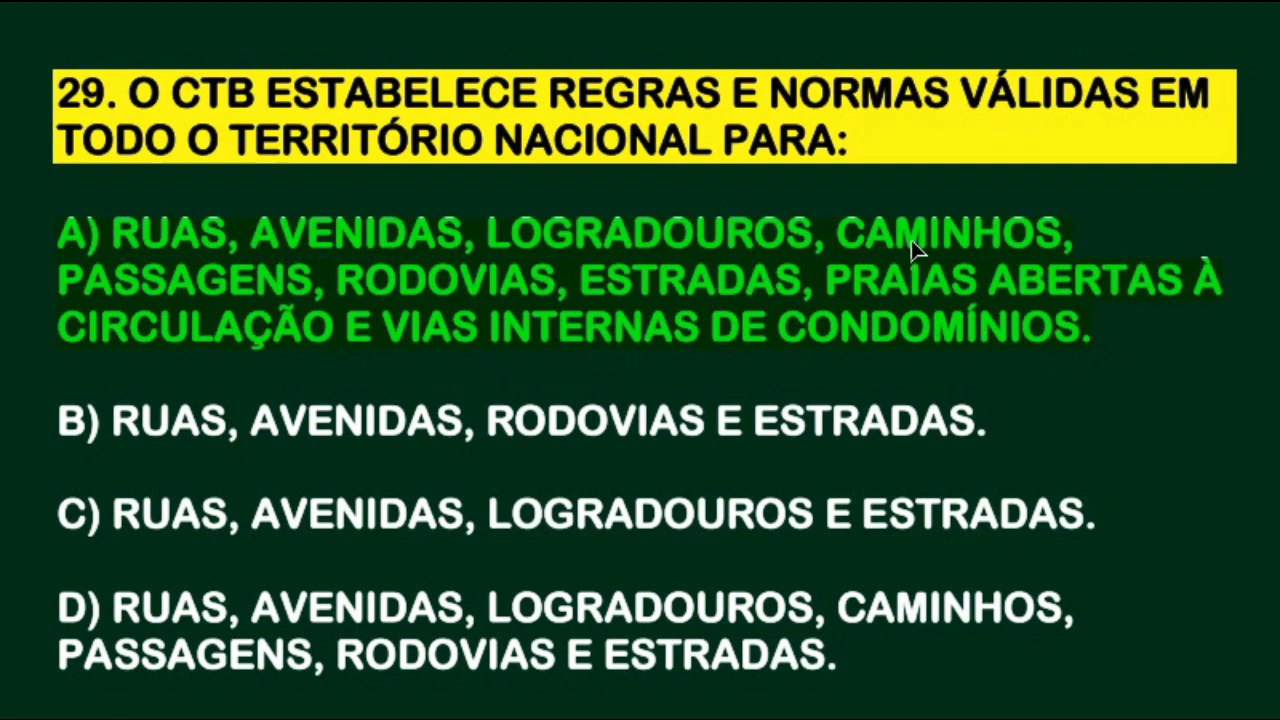 29. O CTB ESTABELECE REGRAS E NORMAS VÁLIDAS EM
TODO O TERRITÓRIO NACIONAL PARA:
A) RUAS, AVENIDAS, LOGRADOUROS, CAMINHOS,
PASSAGENS, RODOVIAS, ESTRADAS, PRAIAS ABERTAS À
CIRCULAÇÃO E VIAS INTERNAS DE CONDOMÍNIOS.
B) RUAS, AVENIDAS, RODOVIAS E ESTRADAS.
C) RUAS, AVENIDAS, LOGRADOUROS E ESTRADAS.
D) RUAS, AVENIDAS, LOGRADOUROS, CAMINHOS,
PASSAGENS, RODOVIAS E ESTRADAS.